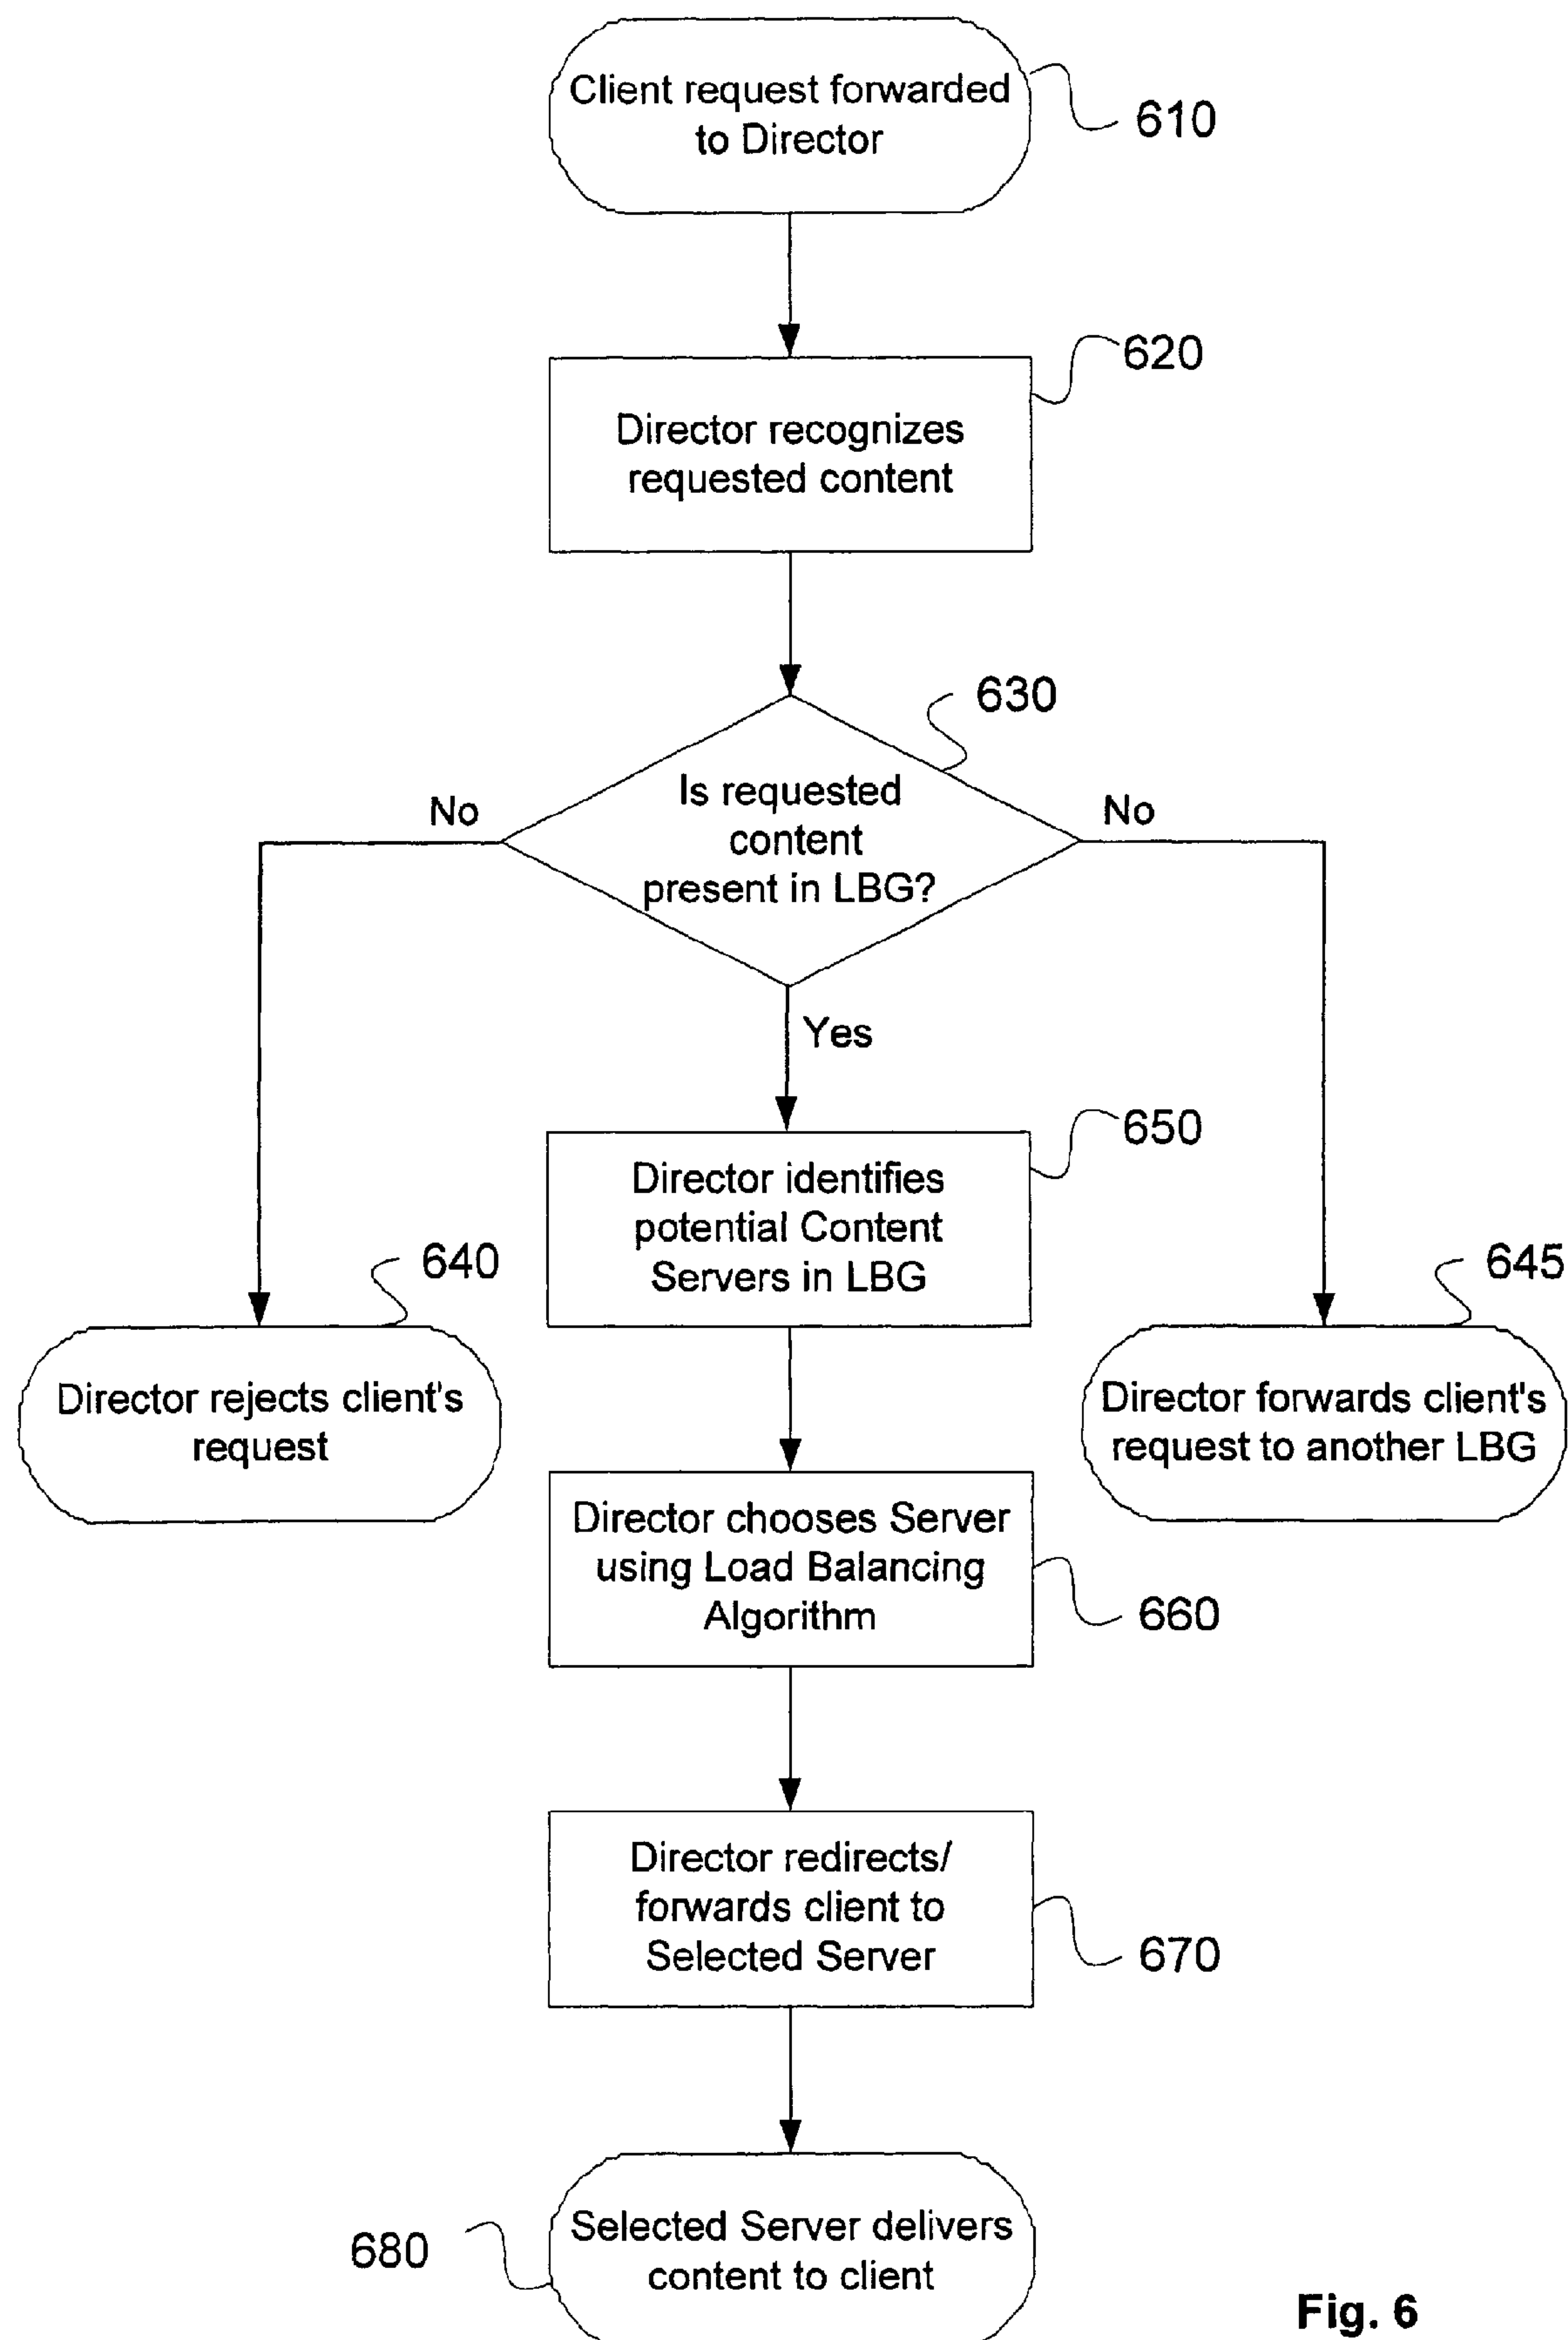 Client request forwarded
to Director
610
620
Director recognizes
requested content
630
Is requested
content
present in LBG?
No
No
Yes
650
Director identifies
potential Content
Servers in LBG
640
645
Director rejects client's
request
Director forwards client's
request to another LBG
Director chooses Server
using Load Balancing
Algorithm
660
Director redirects/
forwards client to
Selected Server
670
Selected Server delivers
content to client
680
Fig. 6